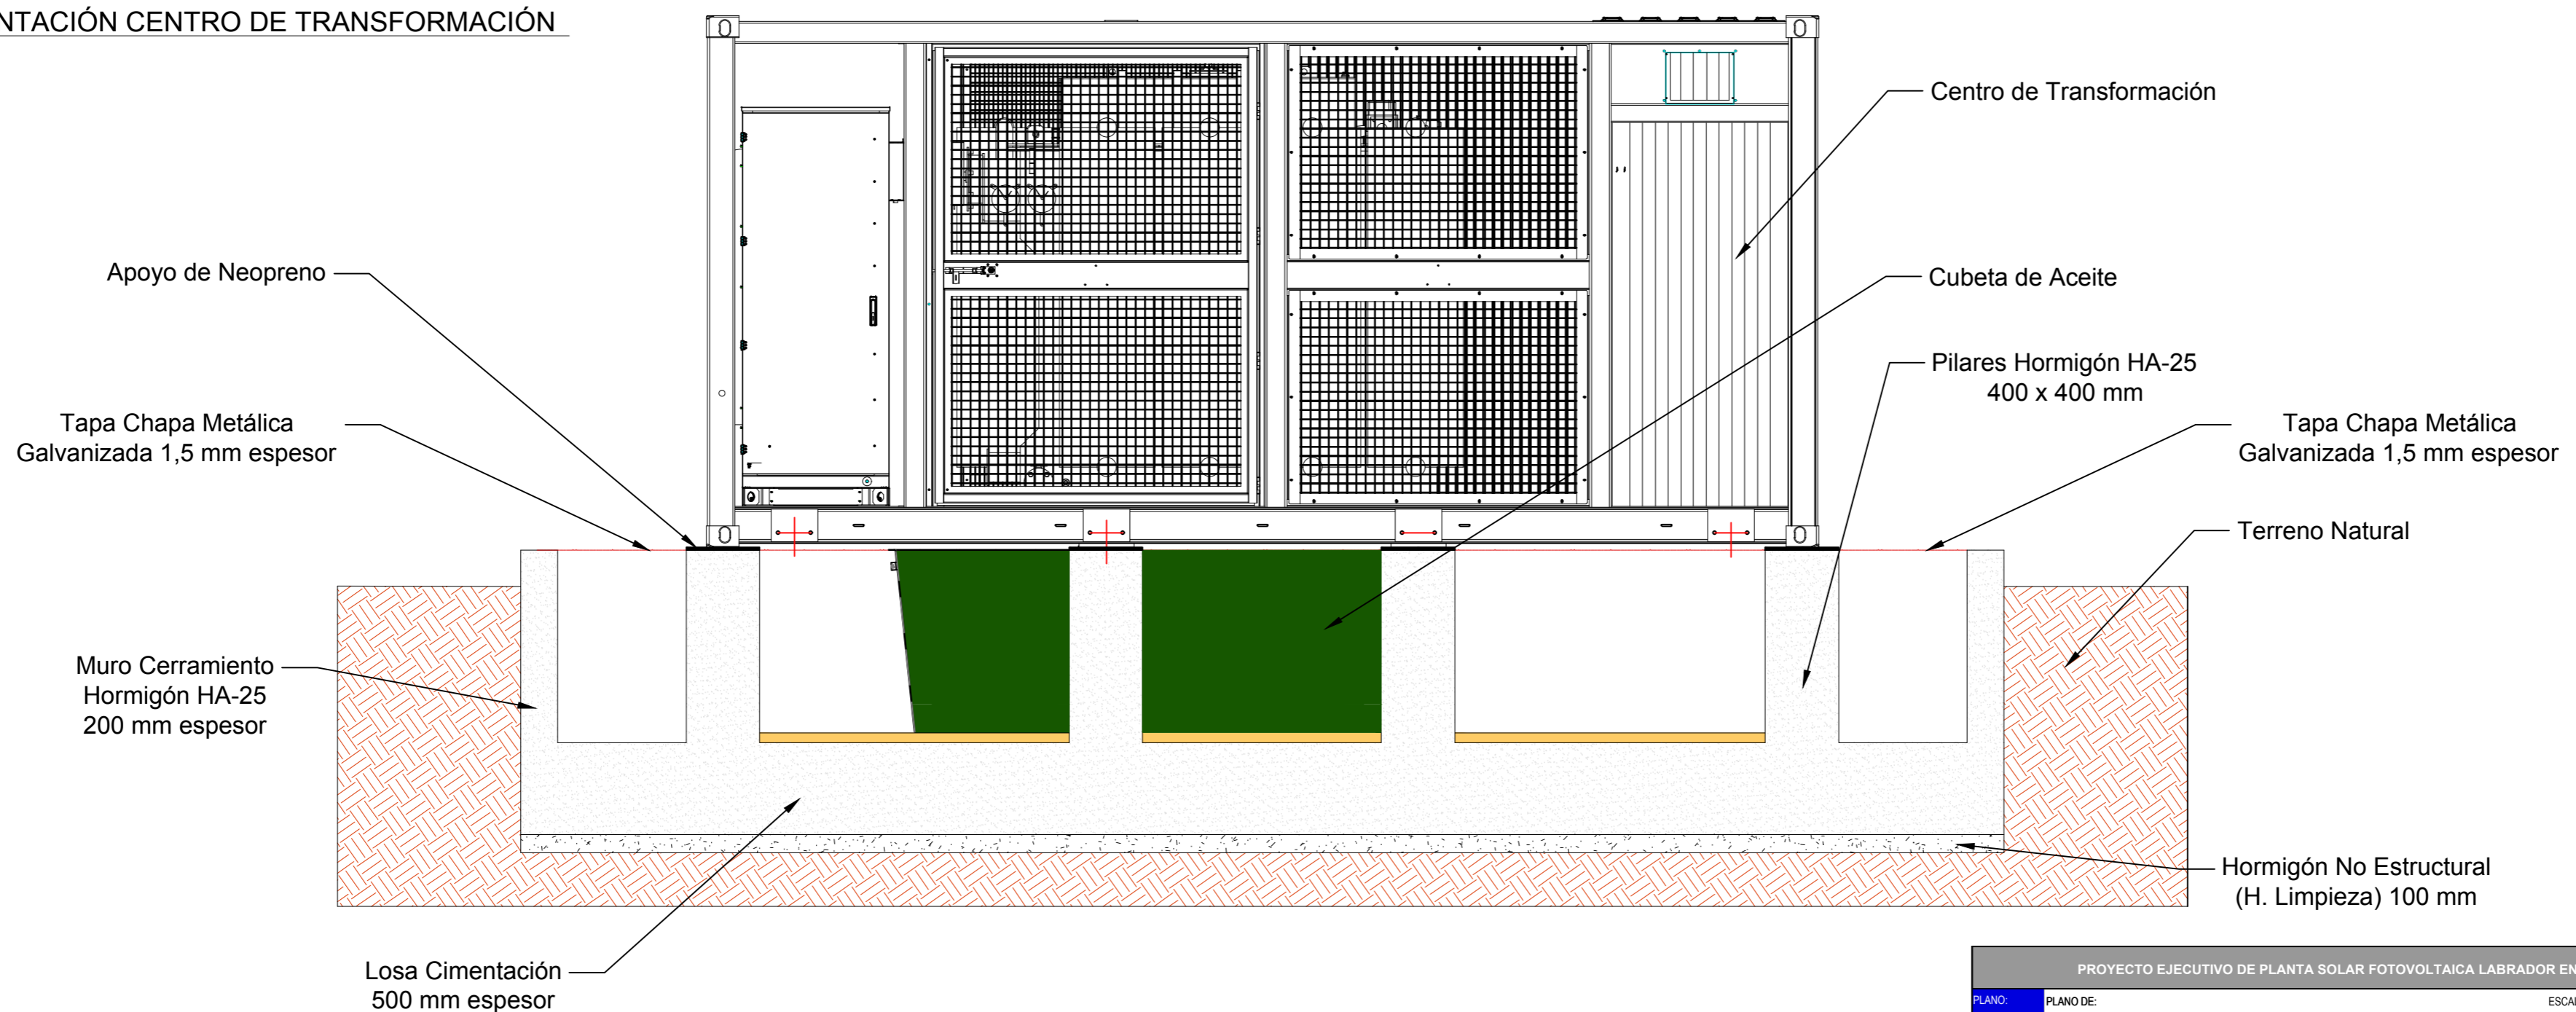 CENTRO DE TRANSFORMACIÓN
Centro de Transformación
Apoyo de Neopreno
Cubeta de Aceite
Pilares Hormigón HA-25
400 x 400 mm
Tapa Chapa Metálica
Galvanizada 1,5 mm espesor
Tapa Chapa Metálica
Galvanizada 1,5 mm espesor
Terreno Natural
Muro Cerramiento
Hormigón HA-25
200 mm espesor
Hormigón No Estructural
(H. Limpieza) 100 mm
Losa Cimentación
500 mm espesor
PROYECTO EJECUTIVO DE PLANTA SOLAR FOTOVOLTAICA LABRADOR EN
PLANO:
PLANO DE: